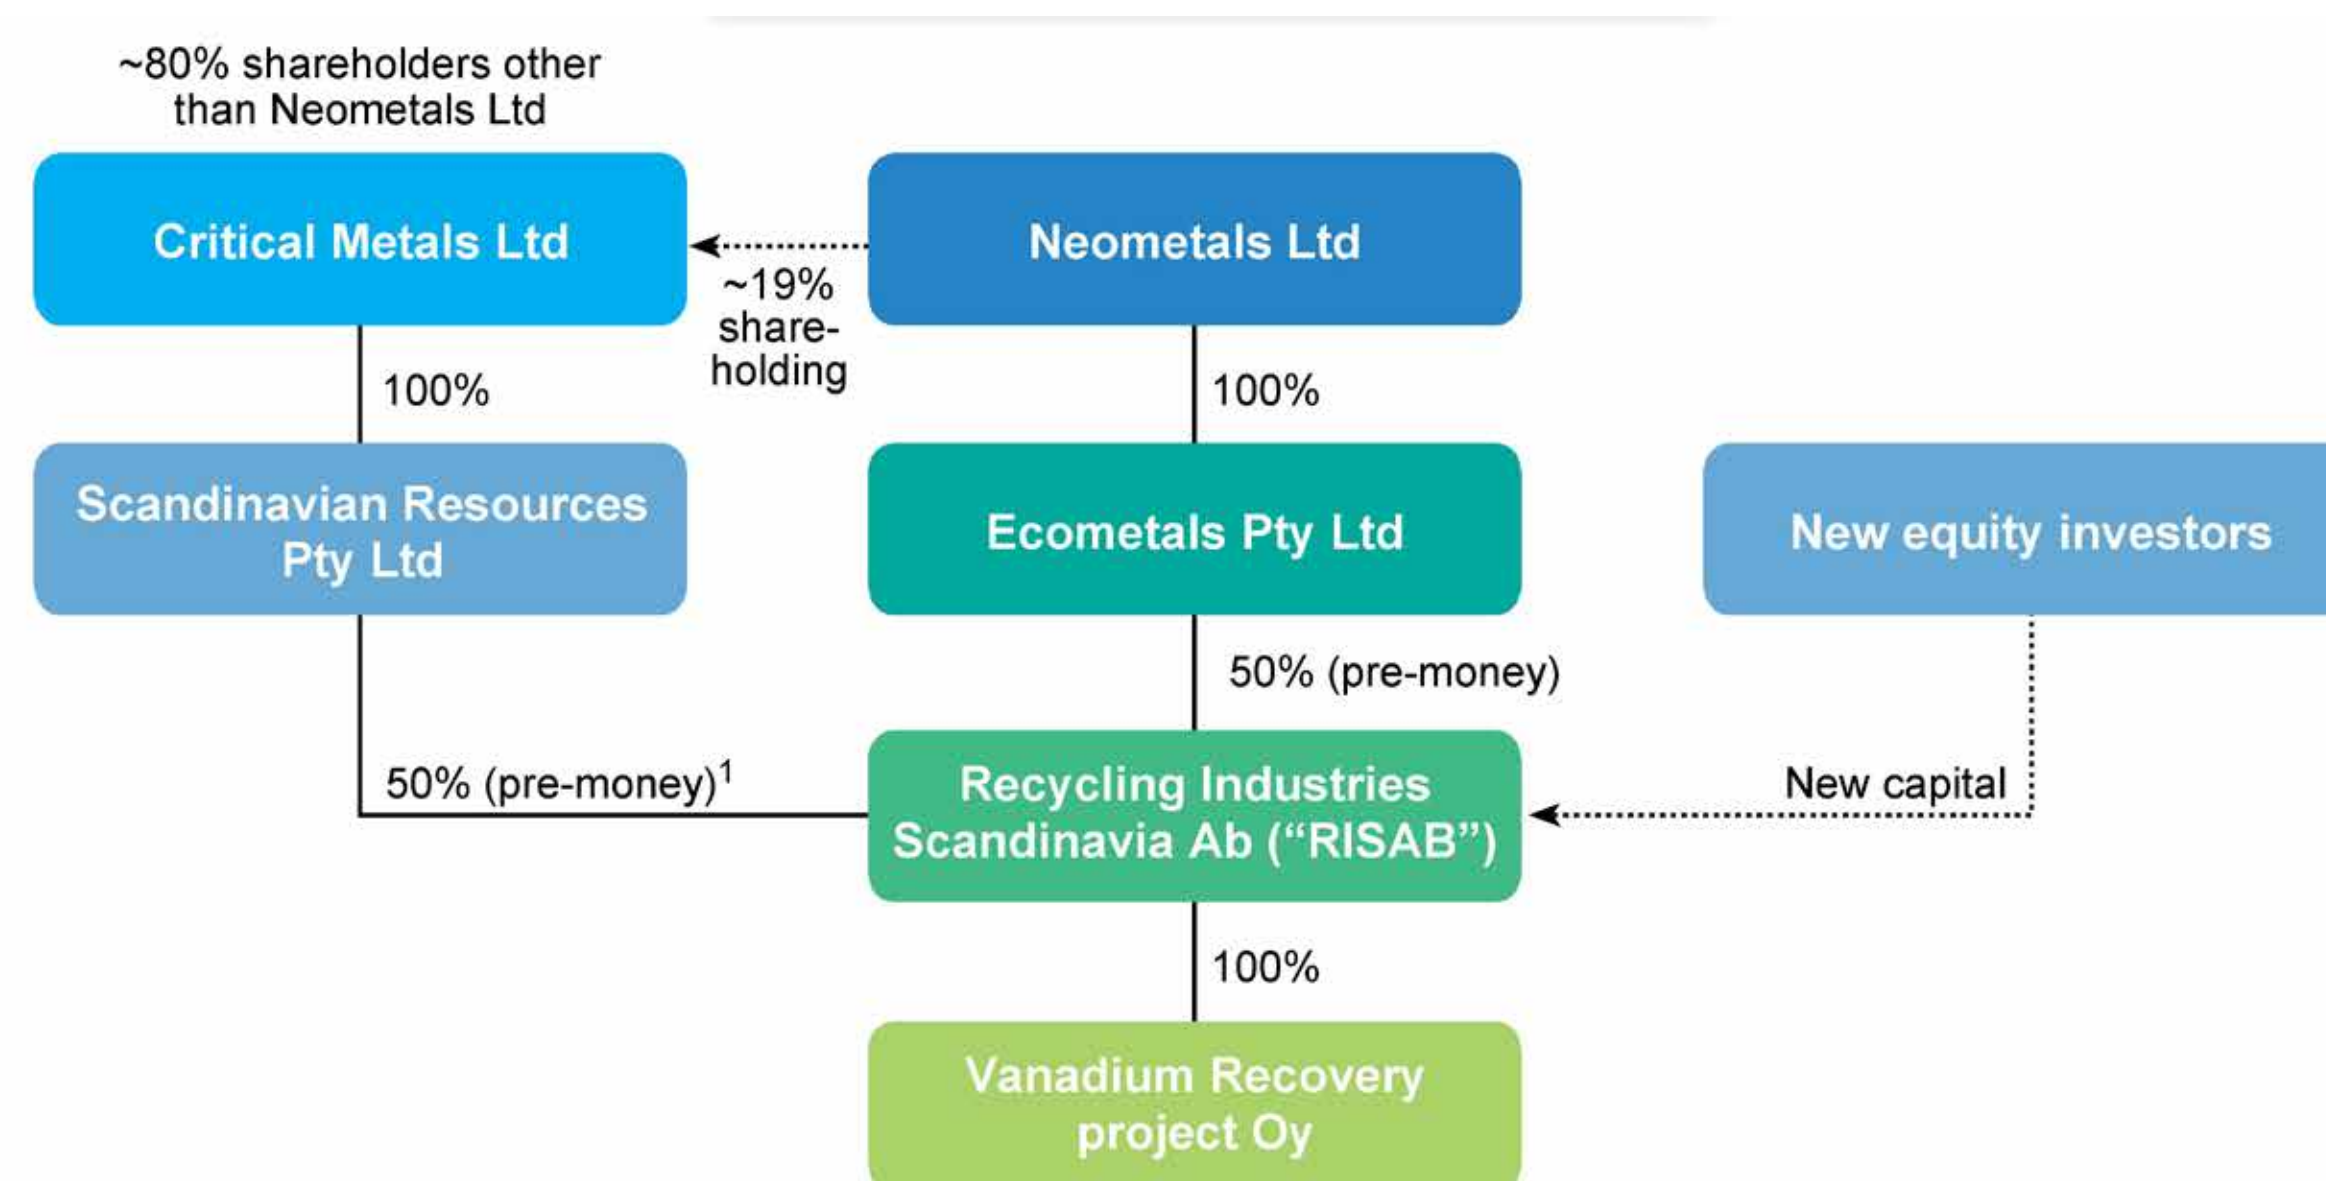 ~80% shareholders other
than Neometals Ltd
Critical Metals Ltd
Neometals Ltd
~19%
share-
holding
100%
100%
Scandinavian Resources
Pty Ltd
Ecometals Pty Ltd
New equity investors
50% (pre-money)
50% (pre-money)¹
Recycling Industries
Scandinavia Ab (“RISAB”)
New capital
100%
Vanadium Recovery
project Oy